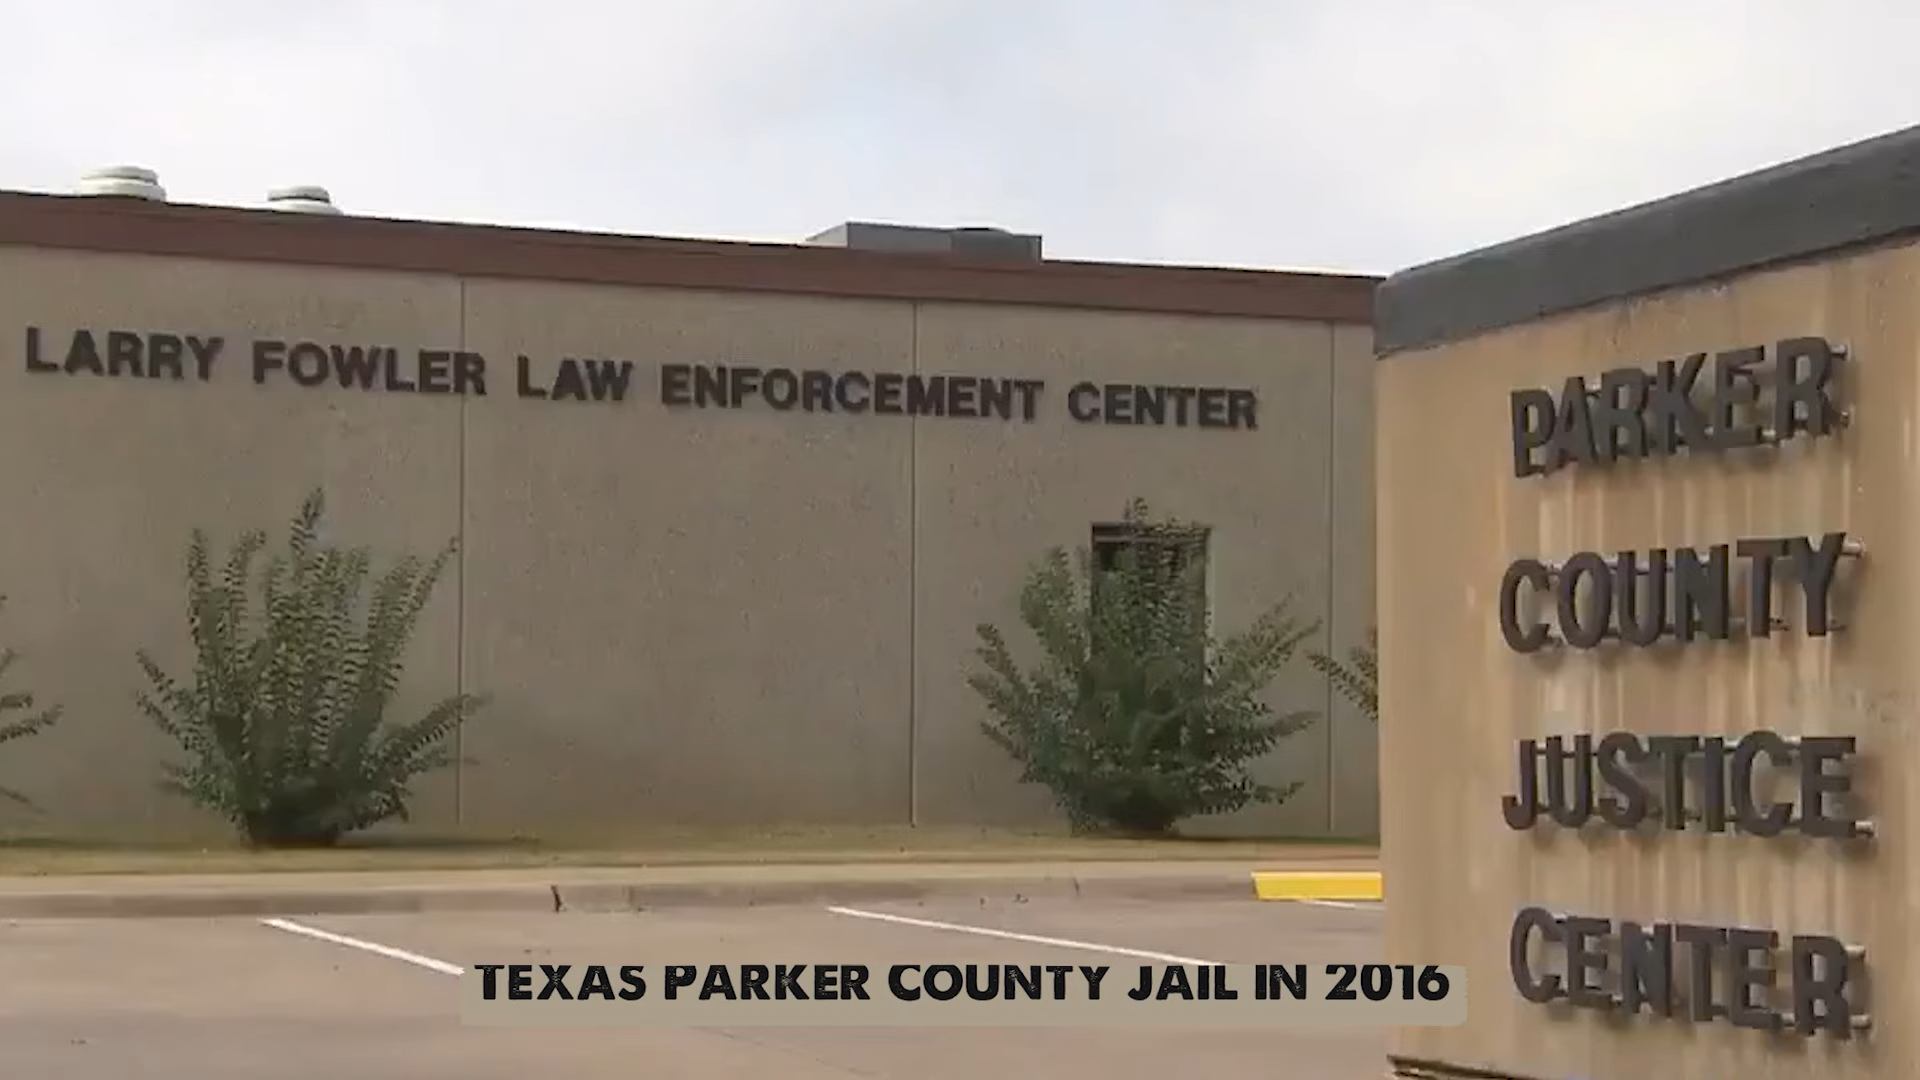 LARRY FOWLER LAW ENFORCEMENT CENTER
PARKER
COUNTY
JUSTICE
CENTER
TEXAS PARKER COUNTY JAIL IN 2016